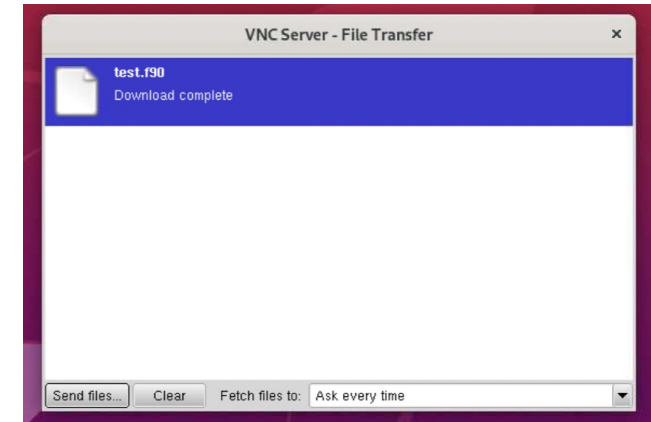 VNC Server - File Transfer
test.f90
Download complete
Send files... Clear Fetch files to: Ask every time